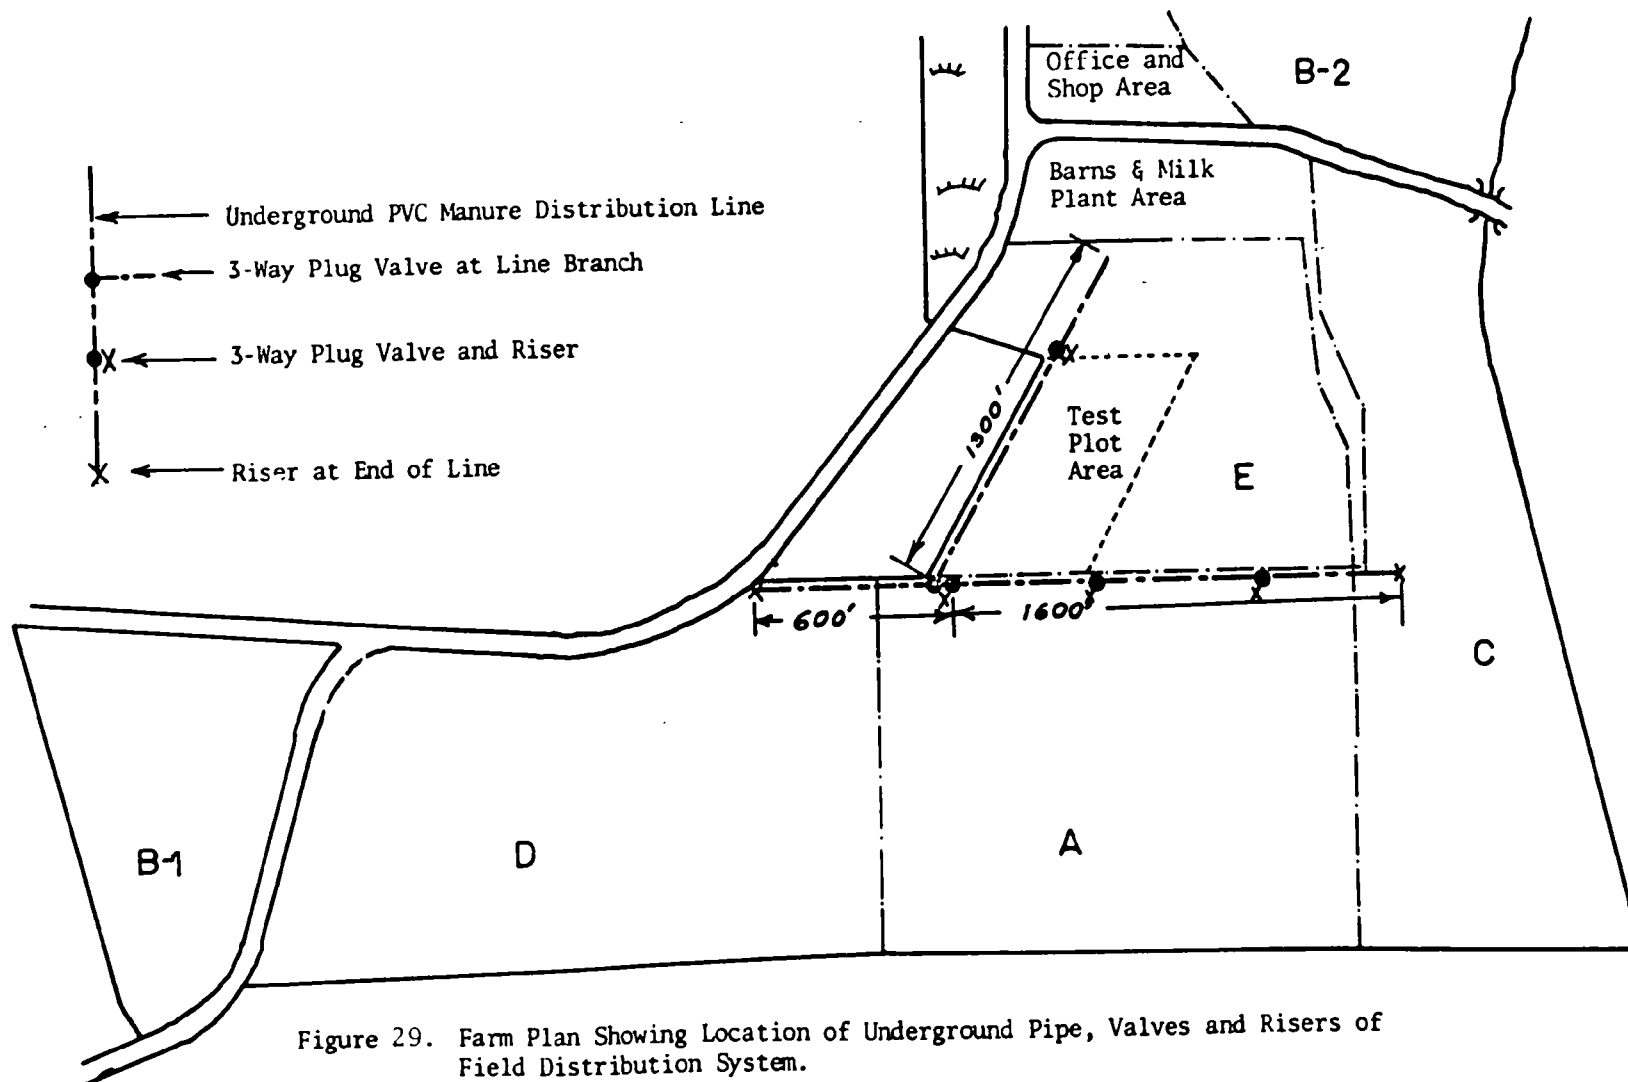 Office and
Shop Area
B-2
Barns & Milk
Plant Area
Underground PVC Manure Distribution Line
3-Way Plug Valve at Line Branch
3-Way Plug Valve and Riser
Riser at End of Line
1300'
Test
Plot
Area
E
600'
1600'
C
B-1
D
A
Figure 29. Farm Plan Showing Location of Underground Pipe, Valves and Risers of
Field Distribution System.